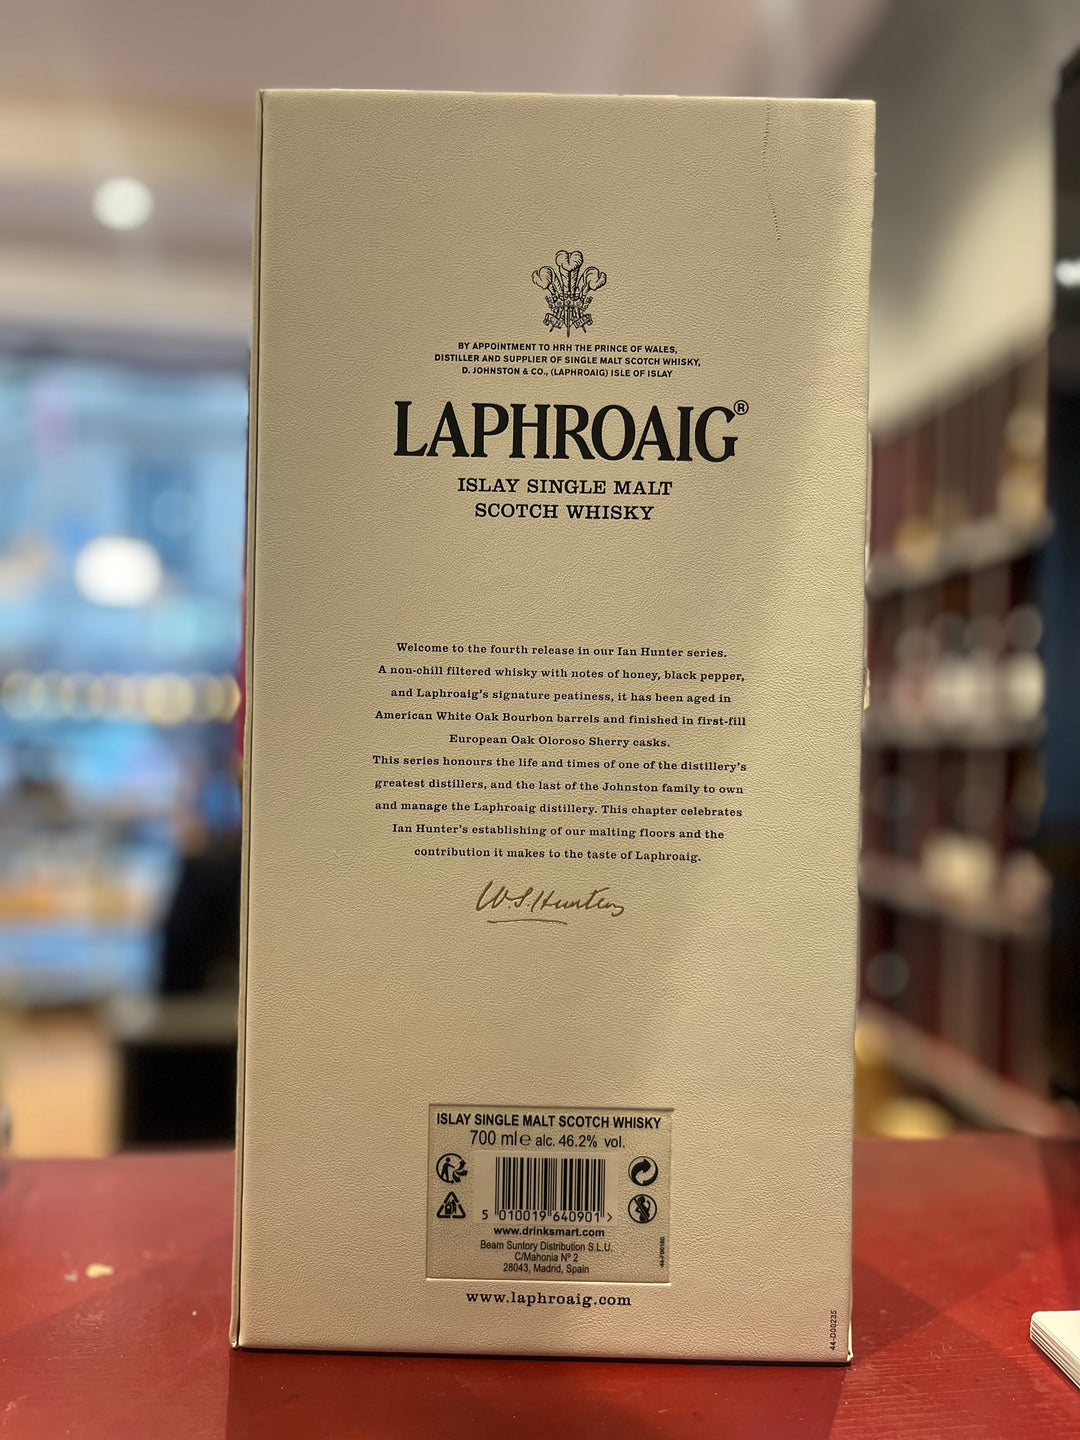 BY APPOINTMENT TO HRH THE PRINCE OF WALES,
DISTILLER AND SUPPLIER OF SINGLE MALT SCOTCH WHISKY,
D. JOHNSTON & CO., (LAPHROAIG) ISLE OF ISLAY
LAPHROAIG®
ISLAY SINGLE MALT
SCOTCH WHISKY
Welcome to the fourth release in our Ian Hunter series.
A non-chill filtered whisky with notes of honey, black pepper,
and Laphroaig's signature peatiness, it has been aged in
American White Oak Bourbon barrels and finished in first-fill
European Oak Oloroso Sherry casks.
This series honours the life and times of one of the distillery's
greatest distillers, and the last of the Johnston family to own
and manage the Laphroaig distillery. This chapter celebrates
Ian Hunter's establishing of our malting floors and the
contribution it makes to the taste of Laphroaig.
W.S. Hunter
ISLAY SINGLE MALT SCOTCH WHISKY
700 ml e alc. 46.2% vol.
5 010019 640901 >
www.drinksmart.com
Beam Suntory Distribution S.L.U.
C/Mahonia Nº 2
28043, Madrid, Spain
www.laphroaig.com
44-D00235